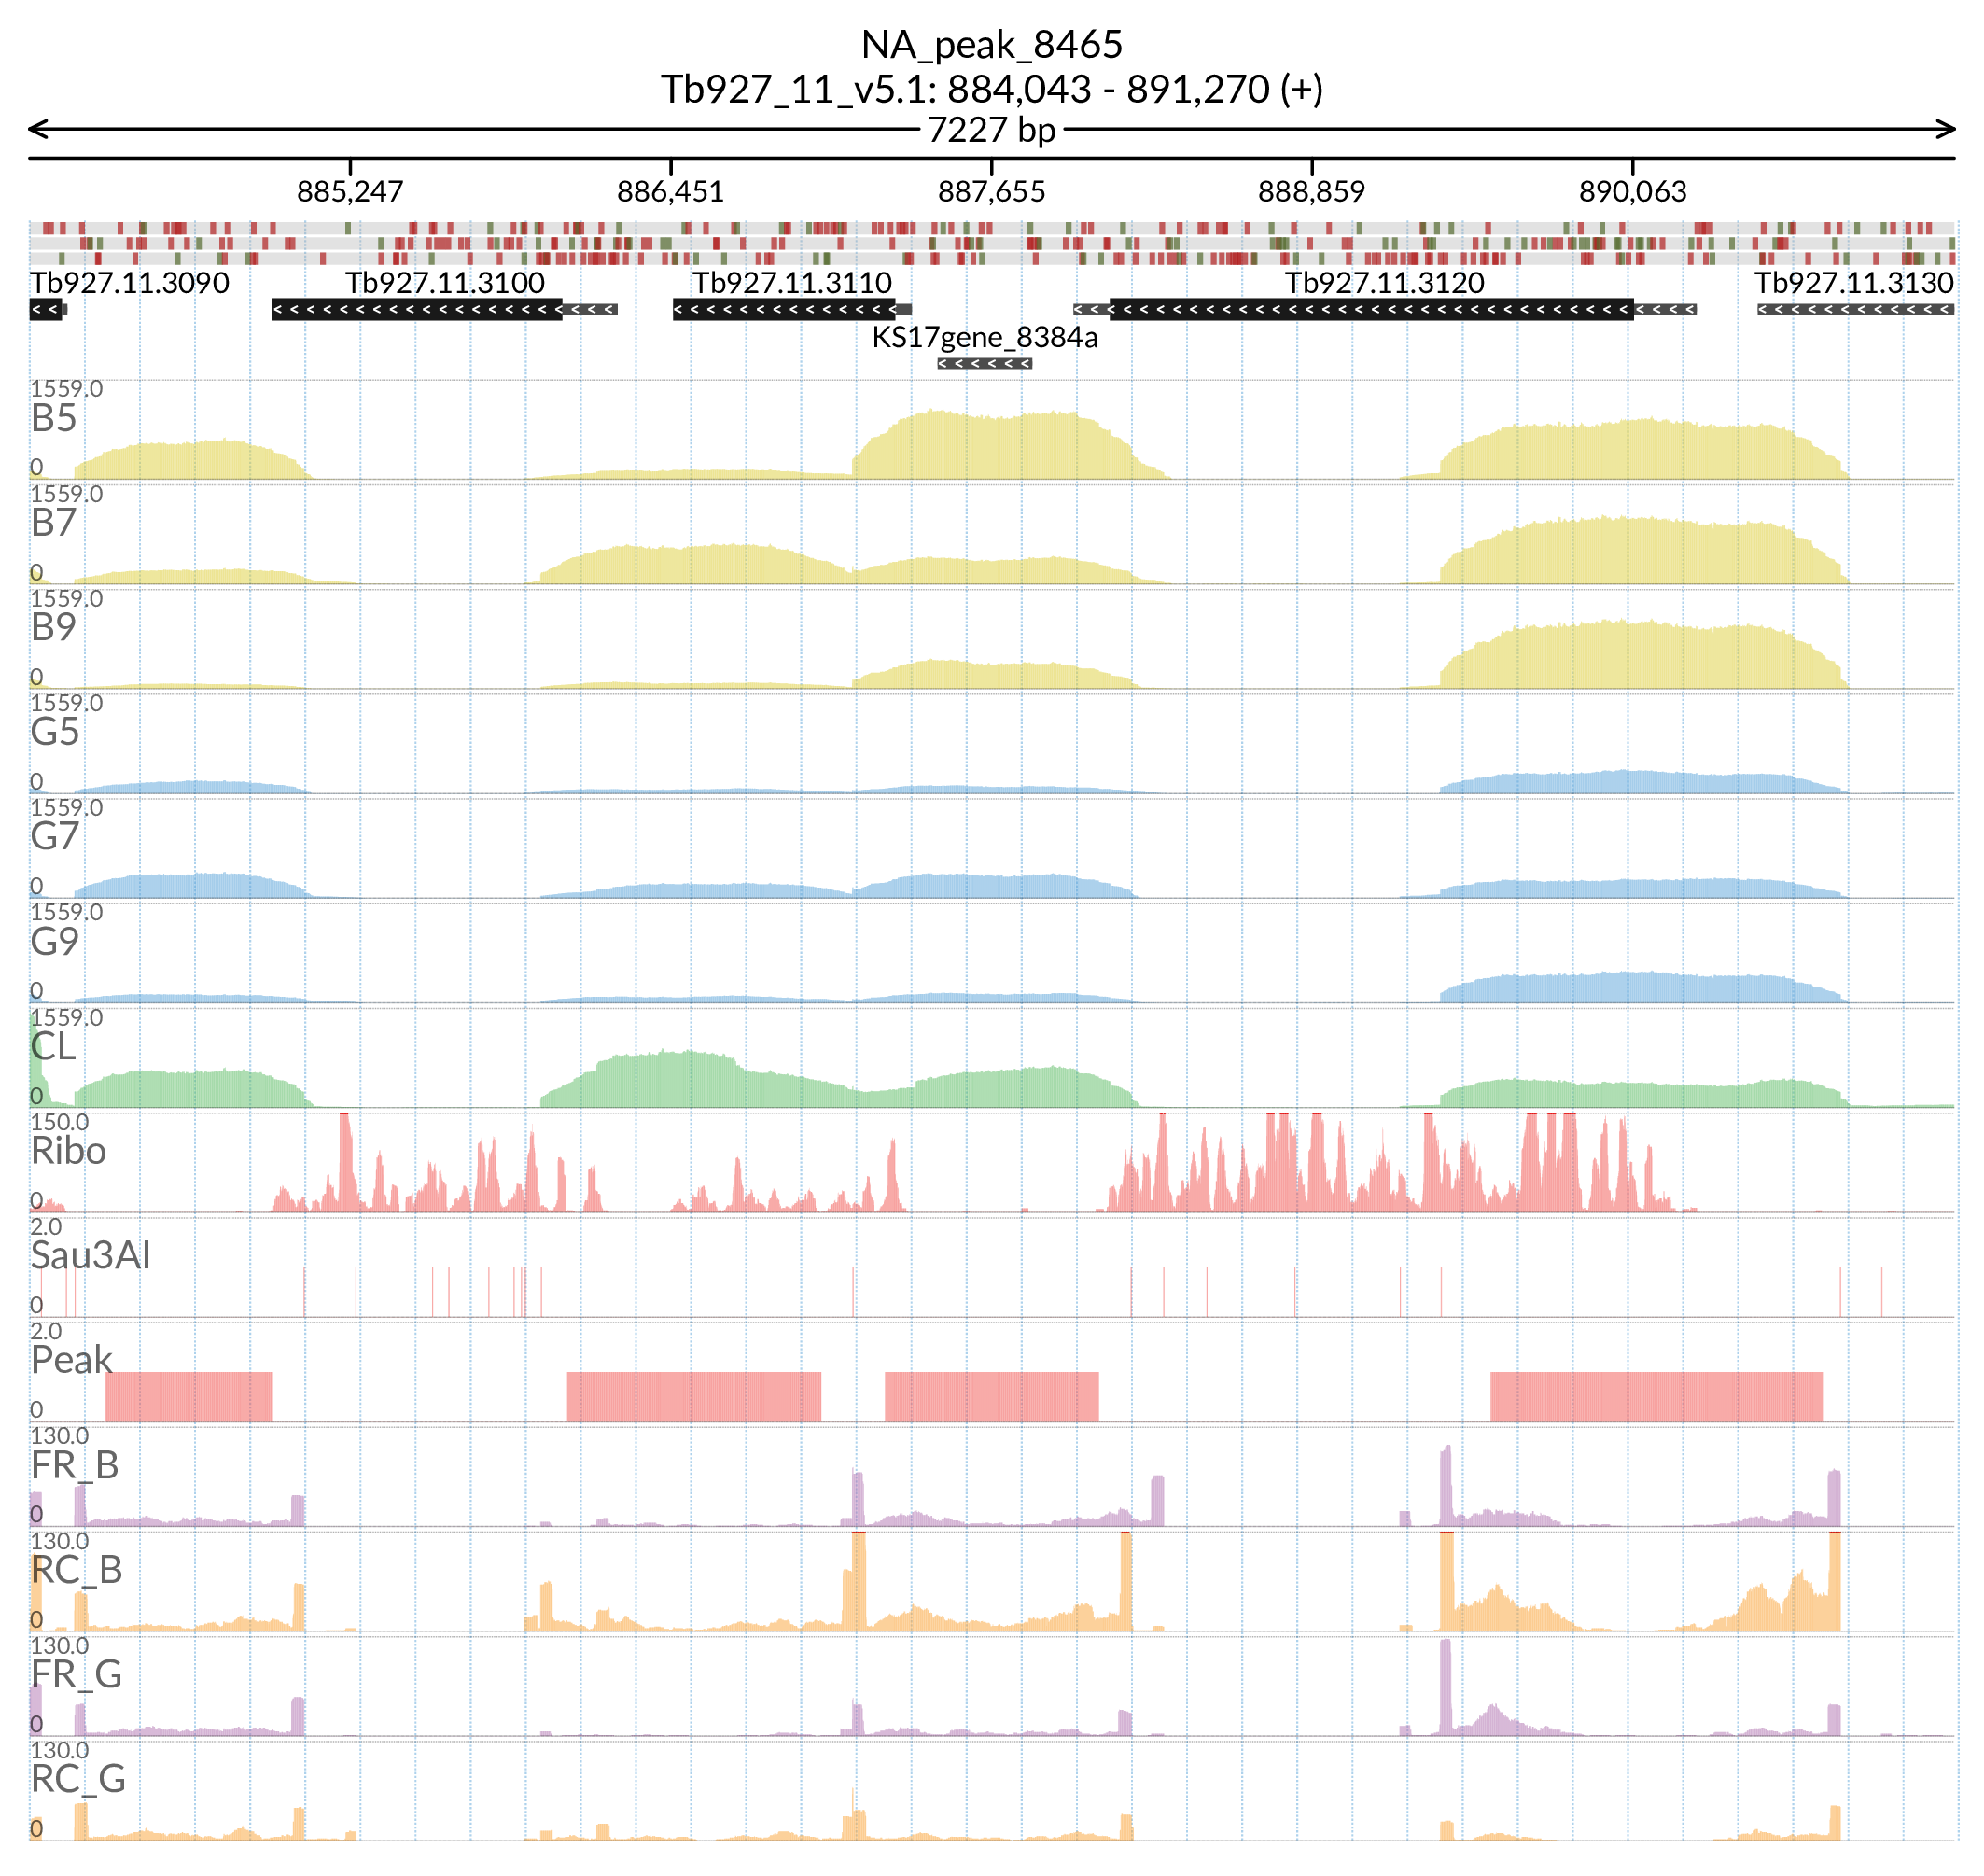 NA_peak_8465
Tb927_11_v5.1: 884,043 - 891,270 (+)
7227 bp
885,247 886,451 887,655 888,859 890,063
Tb927.11.3090 Tb927.11.3100 Tb927.11.3110 Tb927.11.3120 Tb927.11.3130
KS17gene_8384a
1559.0
B5
0
1559.0
B7
0
1559.0
B9
0
1559.0
G5
0
1559.0
G7
0
1559.0
G9
0
1559.0
CL
0
150.0
Ribo
0
2.0
Sau3AI
0
2.0
Peak
0
130.0
FR_B
0
130.0
RC_B
0
130.0
FR_G
0
130.0
RC_G
0